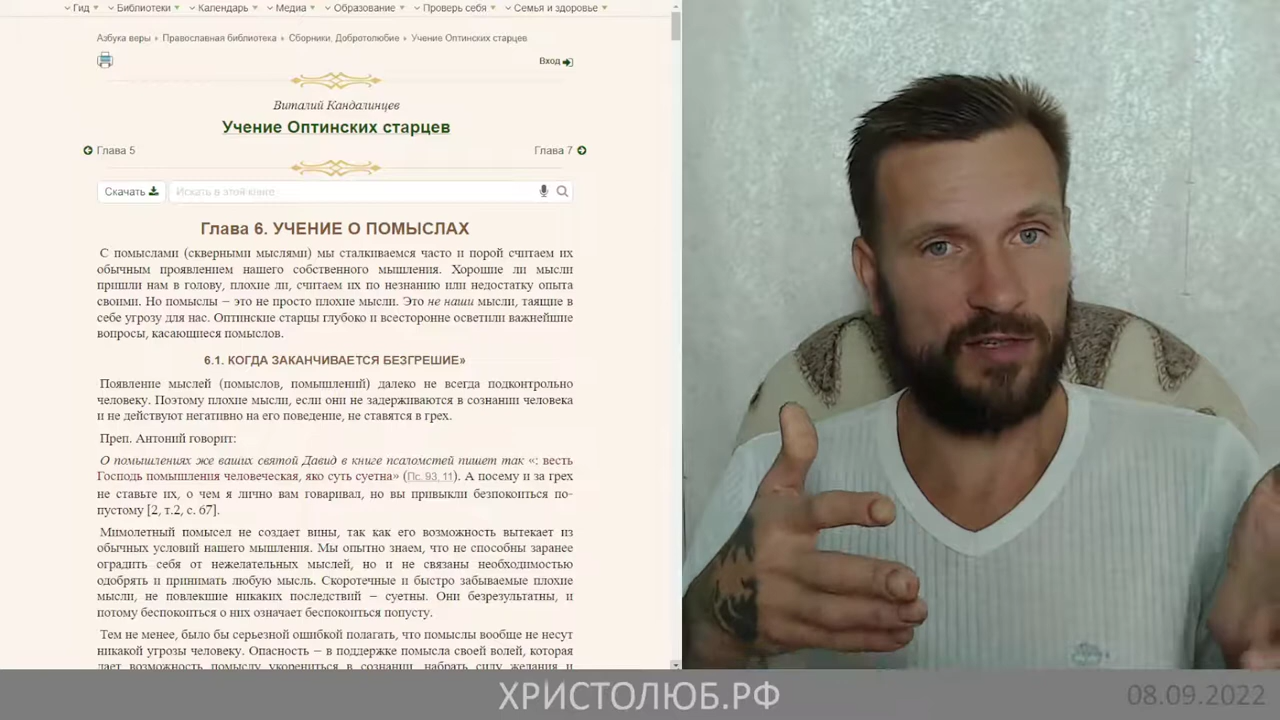 Гид Библиотеки Календарь Медиа Образование Проверь себя Семья и здоровье
Азбука веры Православная библиотека Сборники, Добротолюбие Учение Оптинских старцев
Вход
Виталий Кандалинцев
Учение Оптинских старцев
Глава 5 Глава 7
Скачать Искать в этой книге ......
Глава 6. УЧЕНИЕ О ПОМЫСЛАХ
С помыслами (скверными мыслями) мы сталкиваемся часто и порой считаем их
обычным проявлением нашего собственного мышления. Хорошие ли мысли
пришли нам в голову, плохие ли, считаем их по незнанию или недостатку опыта
своими. Но помыслы – это не просто плохие мысли. Это не наши мысли, таящие в
себе угрозу для нас. Оптинские старцы глубоко и всесторонне осветили важнейшие
вопросы, касающиеся помыслов.
6.1. КОГДА ЗАКАНЧИВАЕТСЯ БЕЗГРЕШИЕ»
Появление мыслей (помыслов, помышлений) далеко не всегда подконтрольно
человеку. Поэтому плохие мысли, если они не задерживаются в сознании человека
и не действуют негативно на его поведение, не ставятся в грех.
Преп. Антоний говорит:
О помышлениях же ваших святой Давид в книге псаломстей пишет так «: весть
Господь помышления человеческая, яко суть суетна» (Пс. 93, 11). А посему и за грех
не ставьте их, о чем я лично вам говаривал, но вы привыкли безпокоиться по-
пустому [2, т.2, с. 67].
Мимолетный помысел не создает вины, так как его возможность вытекает из
обычных условий нашего мышления. Мы опытно знаем, что не способны заранее
оградить себя от нежелательных мыслей, но и не связаны необходимостью
одобрять и принимать любую мысль. Скоротечные и быстро забываемые плохие
мысли, не повлекшие никаких последствий – суетны. Они безрезультатны, и
потому беспокоиться о них означает беспокоиться попусту.
Тем не менее, было бы серьезной ошибкой полагать, что помыслы вообще не несут
никакой угрозы человеку. Опасность – в поддержке помысла своей волей, которая
дает возможность помыслу укорениться в сознании, набрать силу желания и
ХРИСТОЛЮБ.РФ
08.09.2022